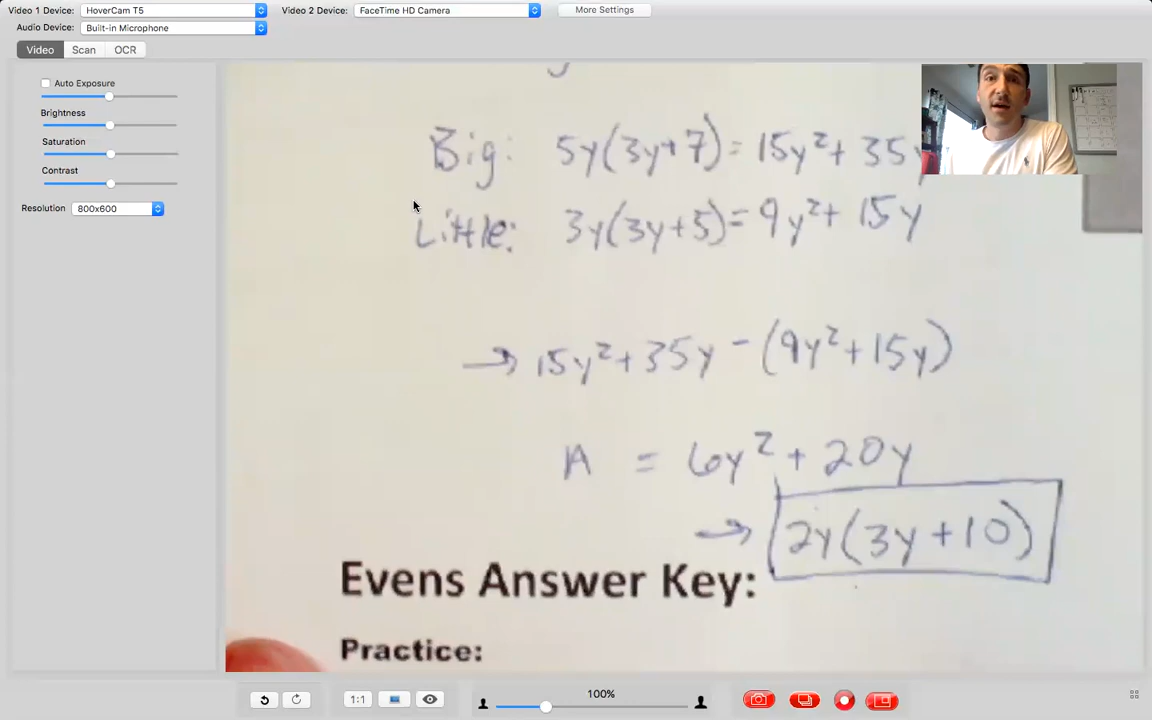 Video 1 Device: HoverCam T5 Video 2 Device: FaceTime HD Camera More Settings
Audio Device: Built-in Microphone
Video Scan OCR
Auto Exposure
Brightness
Saturation
Contrast
Resolution 800x600
Big: 5y(3y+7) = 15y²+ 35
Little: 3y(3y+5) = 9y²+ 15y
→ 15y²+ 35y - (9y²+15y)
A = 6y² + 20y
→ 2y(3y+10)
Evens Answer Key:
Practice:
1:1 100%